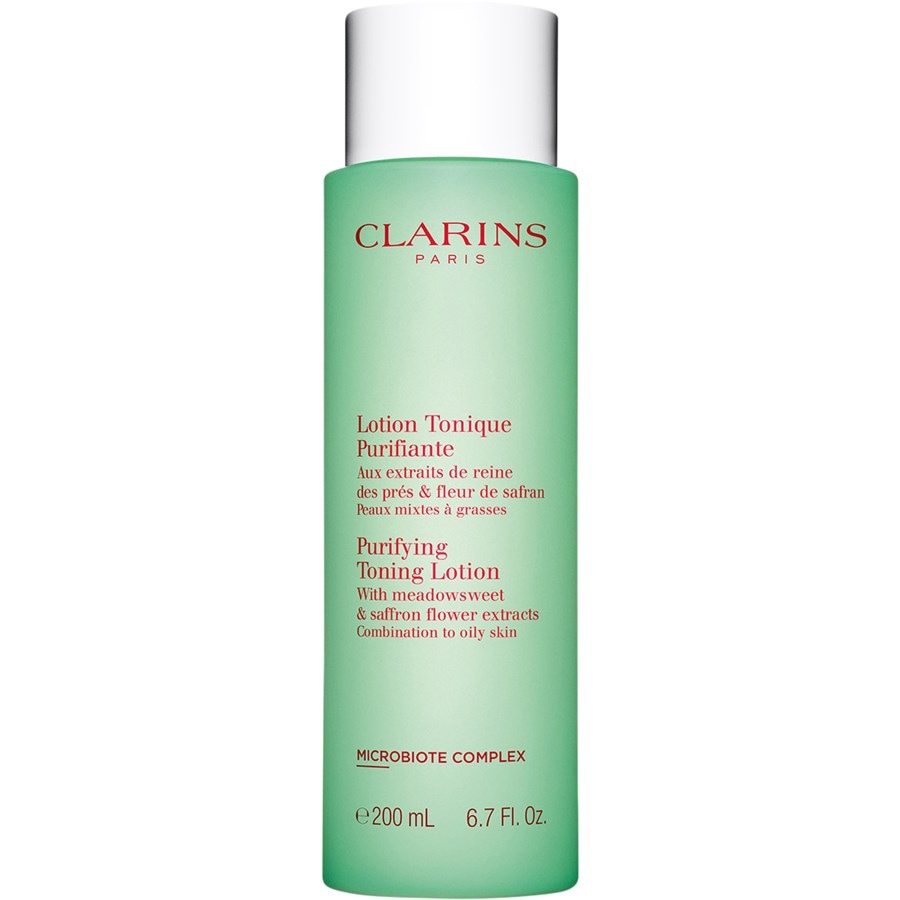 CLARINS
PARIS
Lotion Tonique
Purifiante
Aux extraits de reine
des prés & fleur de safran
Peaux mixtes à grasses
Purifying
Toning Lotion
With meadowsweet
& saffron flower extracts
Combination to oily skin
MICROBIOTE COMPLEX
℮200 mL 6.7 Fl. Oz.